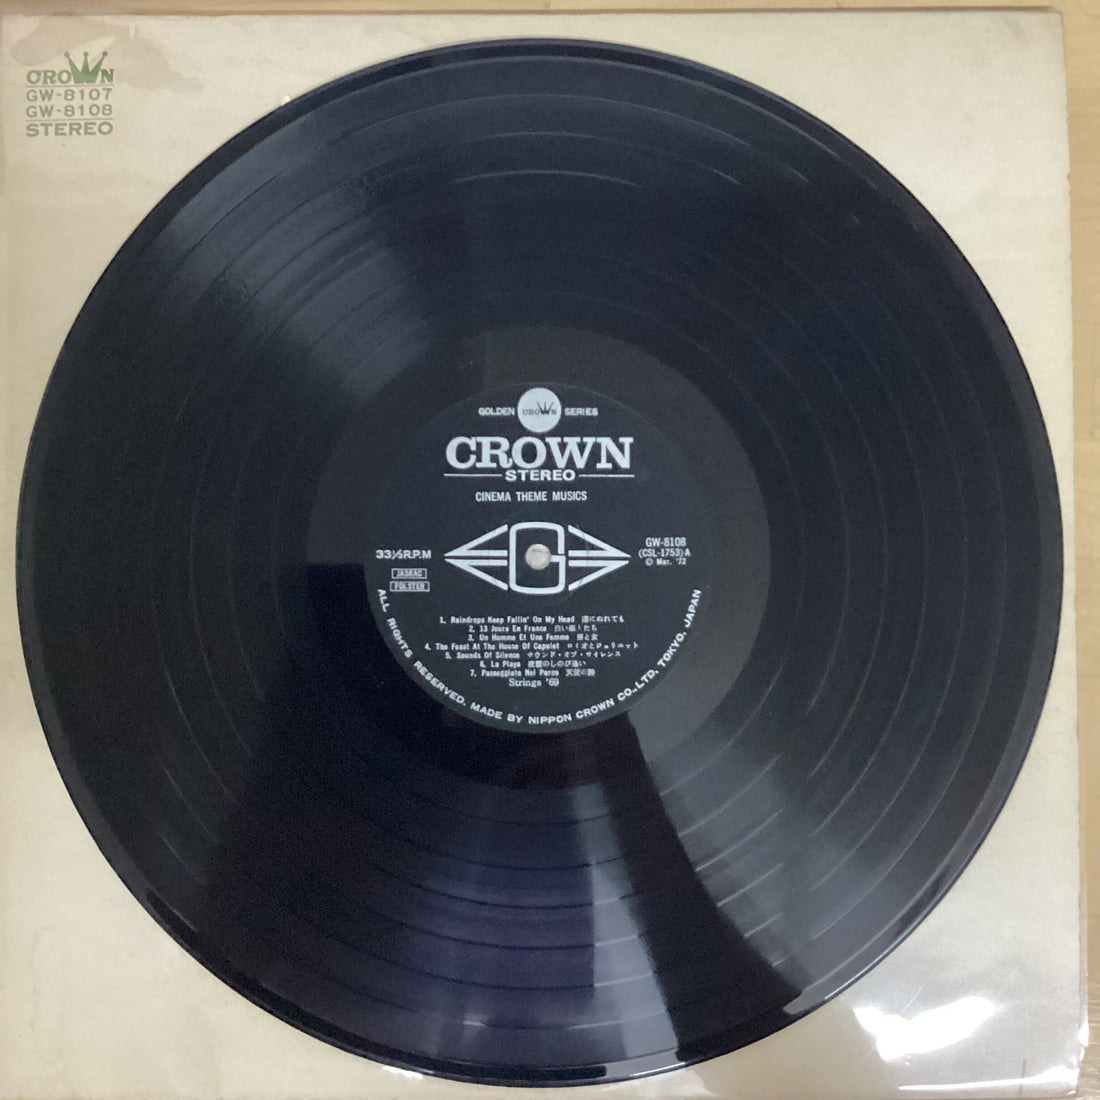 CROWN
GW-8107
GW-8108
STEREO
GOLDEN CROWN SERIES
CROWN
STEREO
CINEMA THEME MUSICS
33⅓R.P.M
JASRAC
FOLSTER
GW-8108
(CSL-1753)A
© Mar. '72
1. Raindrops Keep Fallin' On My Head 雨にぬれても
2. 13 Jours En France 白い恋人たち
3. Un Homme Et Une Femme 男と女
4. The Feast At The House Of Capulet ロミオとジュリエット
5. Sounds Of Silence サウンド・オブ・サイレンス
6. La Playa 夜霧のしのび逢い
7. Passeggiata Nel Parco
Strings '69
ALL RIGHTS RESERVED. MADE BY NIPPON CROWN CO.,LTD. TOKYO. JAPAN